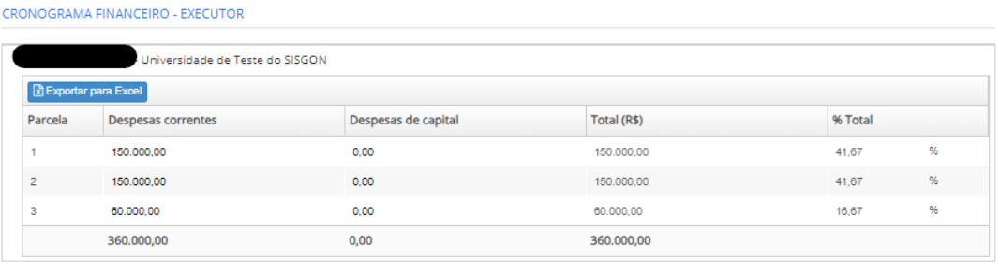 CRONOGRAMA FINANCEIRO - EXECUTOR
- Universidade de Teste do SISGON
Exportar para Excel
Parcela Despesas correntes Despesas de capital Total (R$) % Total
1 150.000,00 0,00 150.000,00 41,67 %
2 150.000,00 0,00 150.000,00 41,67 %
3 60.000,00 0,00 60.000,00 16,67 %
360.000,00 0,00 360.000,00